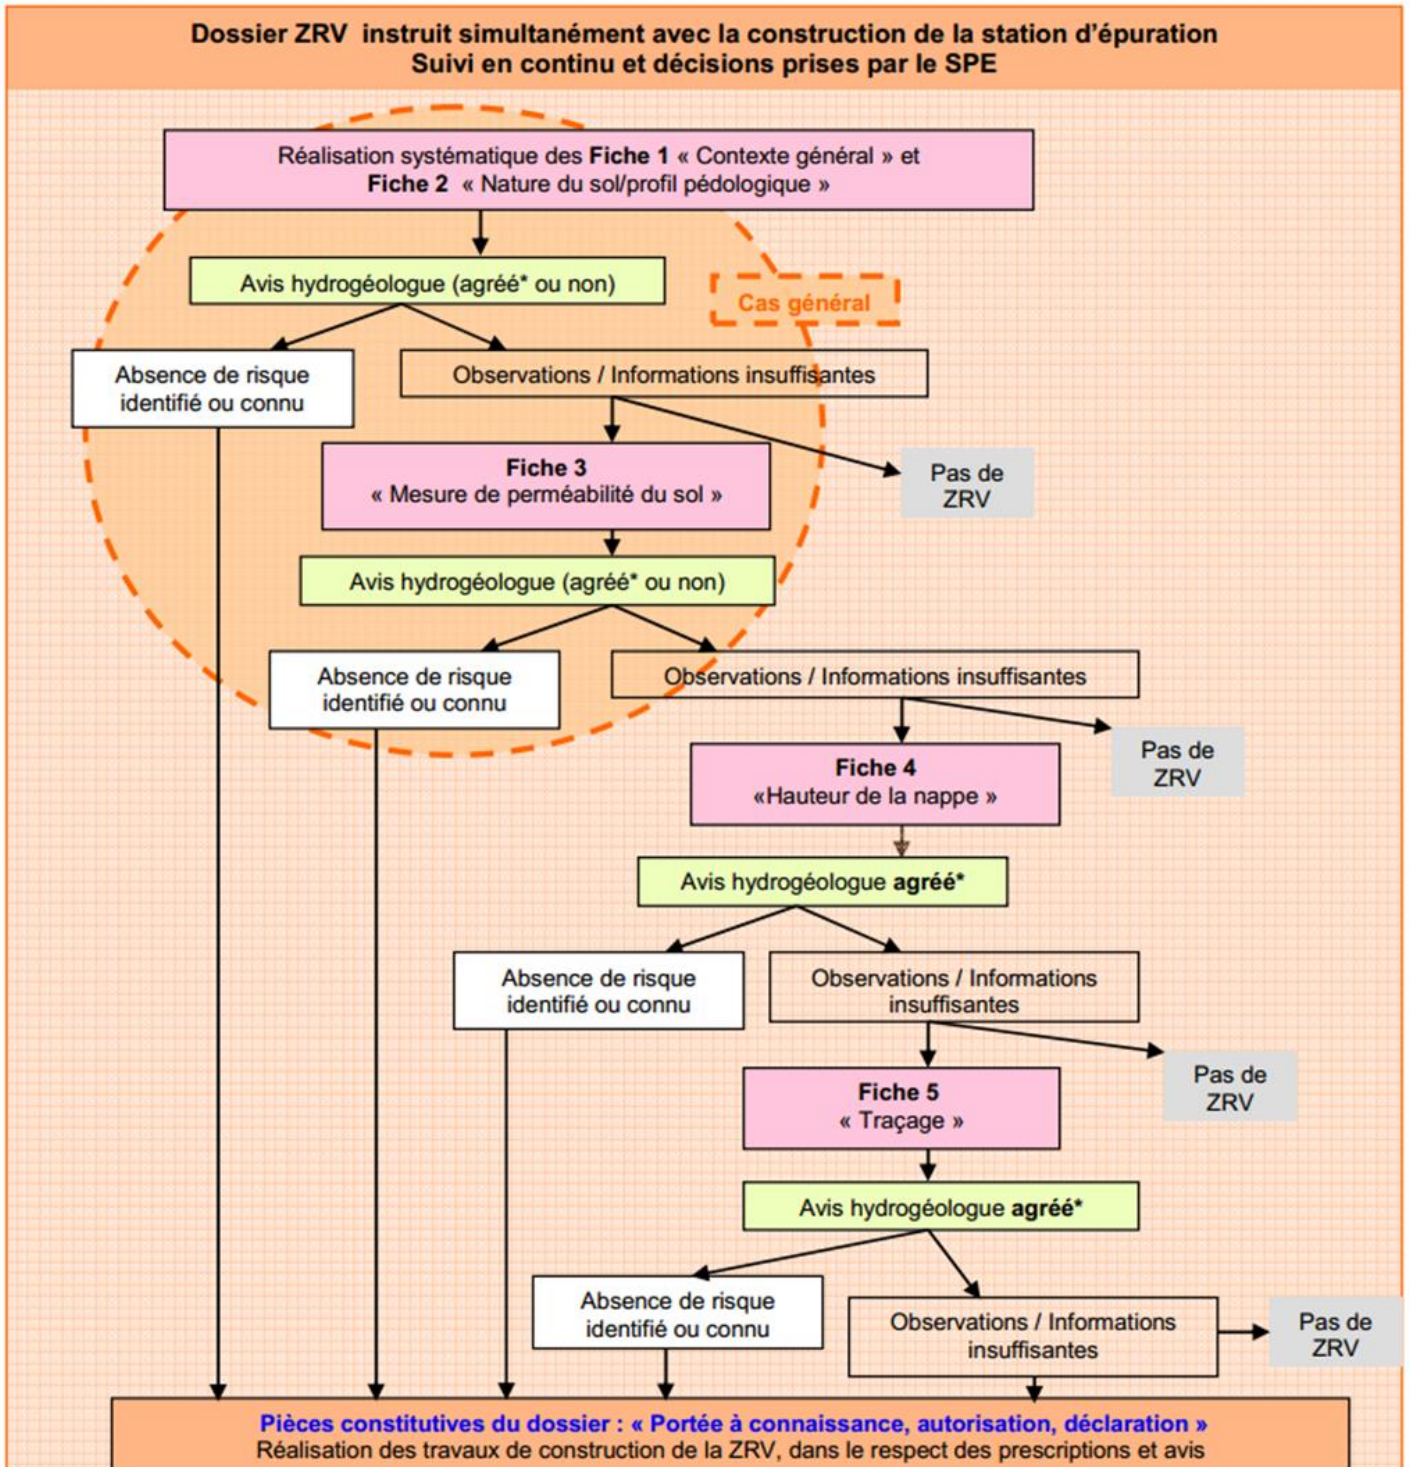 Dossier ZRV instruit simultanément avec la construction de la station d'épuration
Suivi en continu et décisions prises par le SPE
Réalisation systématique des Fiche 1 « Contexte général » et
Fiche 2 « Nature du sol/profil pédologique »
Avis hydrogéologue (agréé* ou non)
Cas général
Absence de risque
identifié ou connu
Observations / Informations insuffisantes
Fiche 3
« Mesure de perméabilité du sol »
Pas de
ZRV
Avis hydrogéologue (agréé* ou non)
Absence de risque
identifié ou connu
Observations / Informations insuffisantes
Fiche 4
«Hauteur de la nappe »
Pas de
ZRV
Avis hydrogéologue agréé*
Absence de risque
identifié ou connu
Observations / Informations
insuffisantes
Fiche 5
« Traçage »
Pas de
ZRV
Avis hydrogéologue agréé*
Absence de risque
identifié ou connu
Observations / Informations
insuffisantes
Pas de
ZRV
Pièces constitutives du dossier : « Portée à connaissance, autorisation, déclaration »
Réalisation des travaux de construction de la ZRV, dans le respect des prescriptions et avis